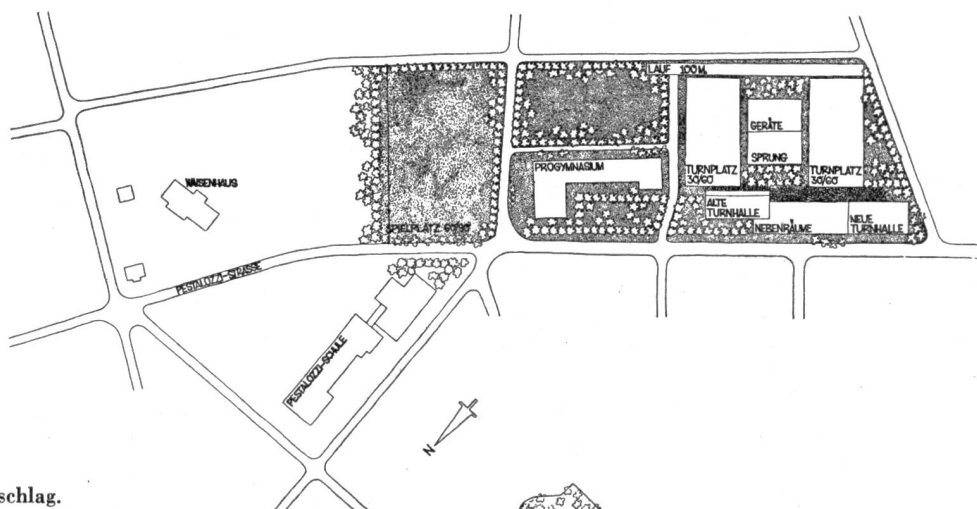 LAUF 100 M.
GERÄTE
SPRUNG
TURNPLATZ
30/60
TURNPLATZ
30/60
PROGYMNASIUM
WAISENHAUS
ALTE
TURNHALLE
NEBENRÄUME
NEUE
TURNHALLE
SPIELPLATZ
PESTALOZZI-STRASSE
PESTALOZZI-SCHULE
N
schlag.